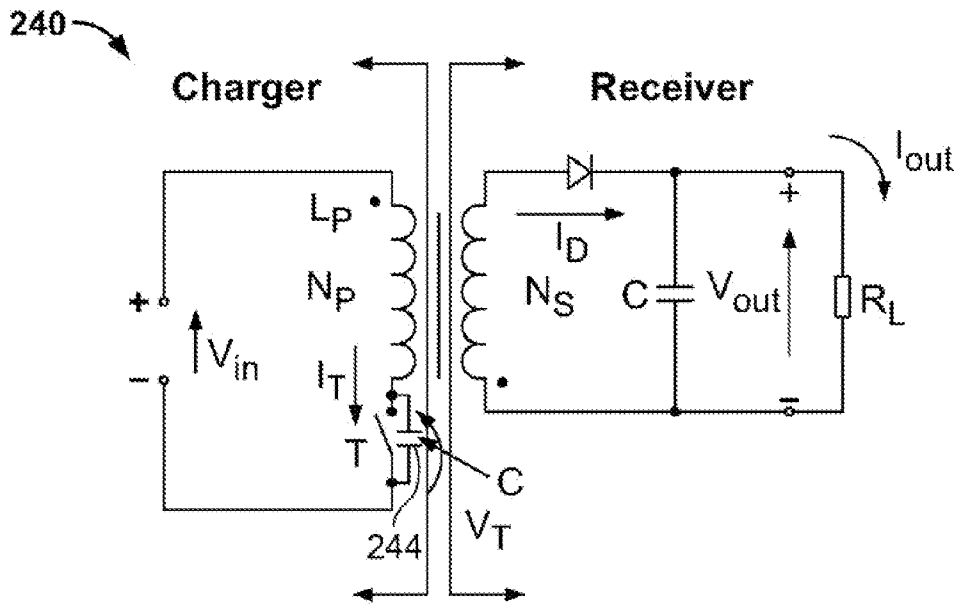 240
Charger
Receiver
I_out
L_P
+
I_D
N_P
N_S
C
V_out
R_L
+
V_in
−
I_T
−
T
C
V_T
244